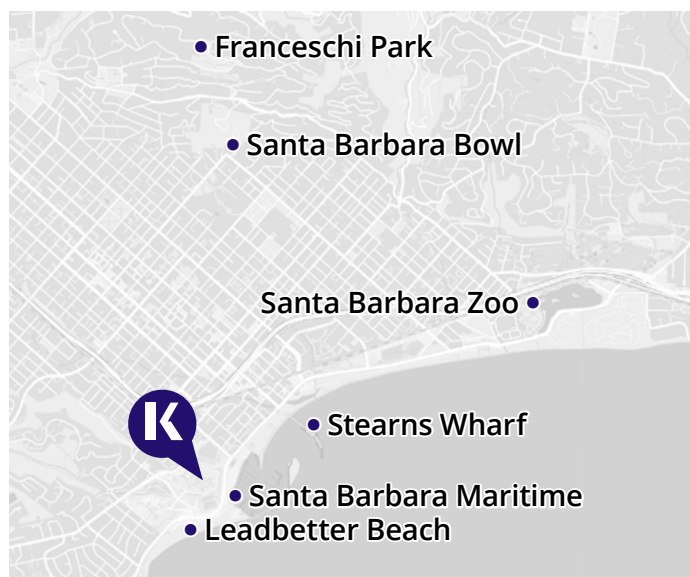 Franceschi Park
Santa Barbara Bowl
Santa Barbara Zoo
K
Stearns Wharf
Santa Barbara Maritime
Leadbetter Beach